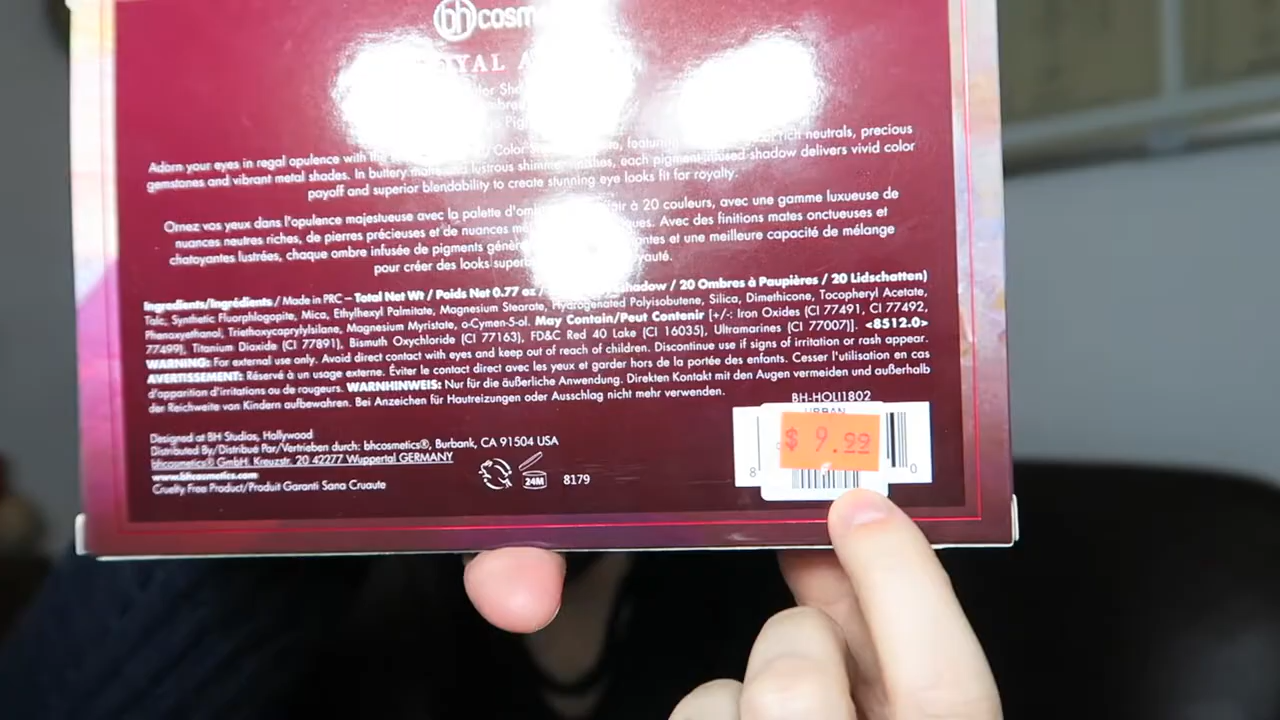 bh cosm
YAL A
Adorn your eyes in regal opulence with Color featuring rich neutrals, precious
gemstones and vibrant metal shades. In buttery lustrous shimmer each pigment infused shadow delivers vivid color
payoff and superior blendability to create stunning eye looks fit for royalty.
Ornez vos yeux dans l'opulence majestueuse avec la palette à 20 couleurs, avec une gamme luxueuse de
nuances neutres riches, de pierres précieuses et de nuances Avec des finitions mates onctueuses et
chatoyantes lustrées, chaque ombre infusée de pigments et une meilleure capacité de mélange
pour créer des looks
Ingredients/Ingrédients / Made in PRC – Total Net Wt / Poids Net 0.77 oz / / 20 Ombres à Paupières / 20 Lidschatten)
Talc, Synthetic Fluorphlogopite, Mica, Ethylhexyl Palmitate, Magnesium Stearate, Hydrogenated Polyisobutene, Silica, Dimethicone, Tocopheryl Acetate,
Phenoxyethanol, Triethoxycaprylylsilane, Magnesium Myristate, o-Cymen-5-ol. May Contain/Peut Contenir [+/-: Iron Oxides (CI 77491, CI 77492,
77499), Titanium Dioxide (CI 77891), Bismuth Oxychloride (CI 77163), FD&C Red 40 Lake (CI 16035), Ultramarines (CI 77007)]. <8512.0>
WARNING: For external use only. Avoid direct contact with eyes and keep out of reach of children. Discontinue use if signs of irritation or rash appear.
AVERTISSEMENT: Réservé à un usage externe. Éviter le contact direct avec les yeux et garder hors de la portée des enfants. Cesser l'utilisation en cas
d'apparition d'irritations ou de rougeurs. WARNHINWEIS: Nur für die äußerliche Anwendung. Direkten Kontakt mit den Augen vermeiden und außerhalb
der Reichweite von Kindern aufbewahren. Bei Anzeichen für Hautreizungen oder Ausschlag nicht mehr verwenden.
BH-HOLI1802
URBAN
$ 9.99
8 0
Designed at BH Studios, Hollywood
Distributed By/Distribué Par/Vertrieben durch: bhcosmetics®, Burbank, CA 91504 USA
bhcosmetics® GmbH. Kreuzstr. 20 42277 Wuppertal GERMANY
www.bhcosmetics.com
Cruelty Free Product/Produit Garanti Sans Cruaute
24M 8179